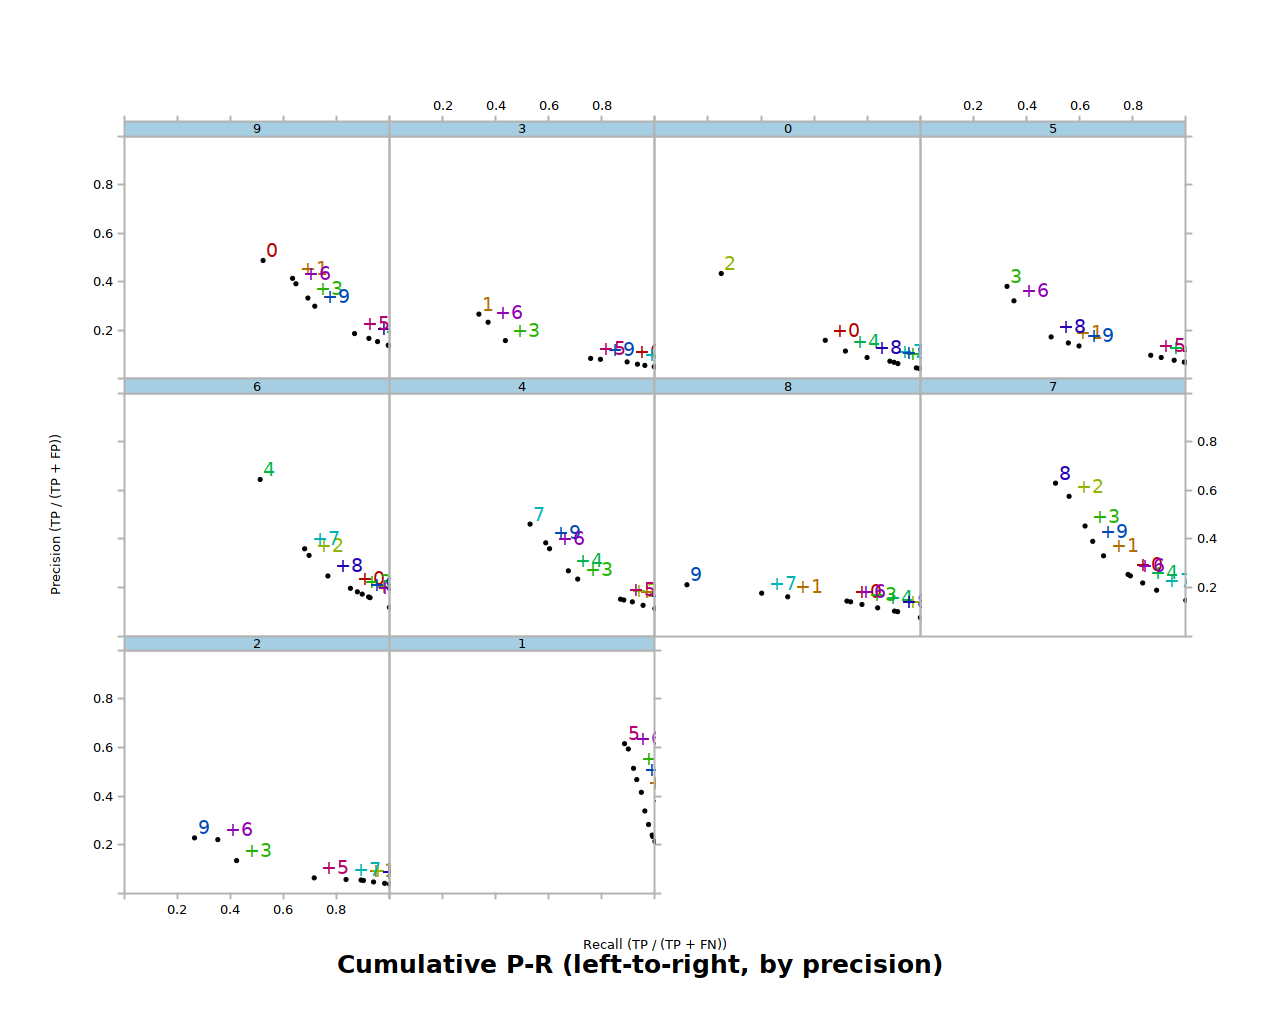 0.2 0.4 0.6 0.8 0.2 0.4 0.6 0.8
9 3 0 5
0.8
0.6
0.4
0.2
0 +1 +6 +3 +9 +5
1 +6 +3 +5 +9
2 +0 +4 +8
3 +6 +8 +1 +9 +5
6 4 8 7
0.8
0.6
0.4
0.2
4 +7 +2 +8 +0
7 +9 +6 +4 +3 +5
9 +7 +1 +0 +6 +3 +4
8 +2 +3 +9 +1 +0 +6 +4
2 1
0.8
0.6
0.4
0.2
9 +6 +3 +5 +7
5
0.2 0.4 0.6 0.8
Precision (TP / (TP + FP))
Recall (TP / (TP + FN))
Cumulative P-R (left-to-right, by precision)